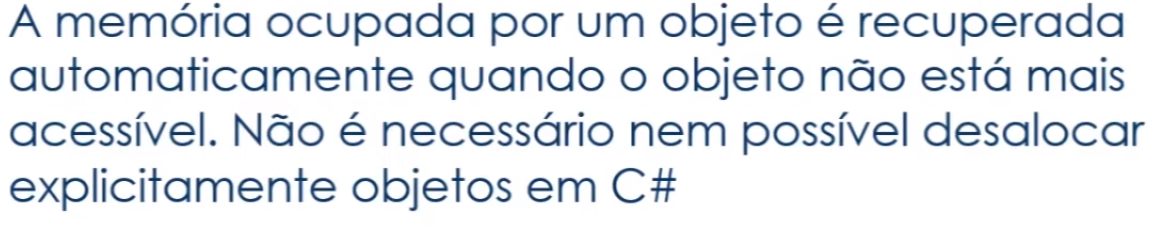 A memória ocupada por um objeto é recuperada
automaticamente quando o objeto não está mais
acessível. Não é necessário nem possível desalocar
explicitamente objetos em C#